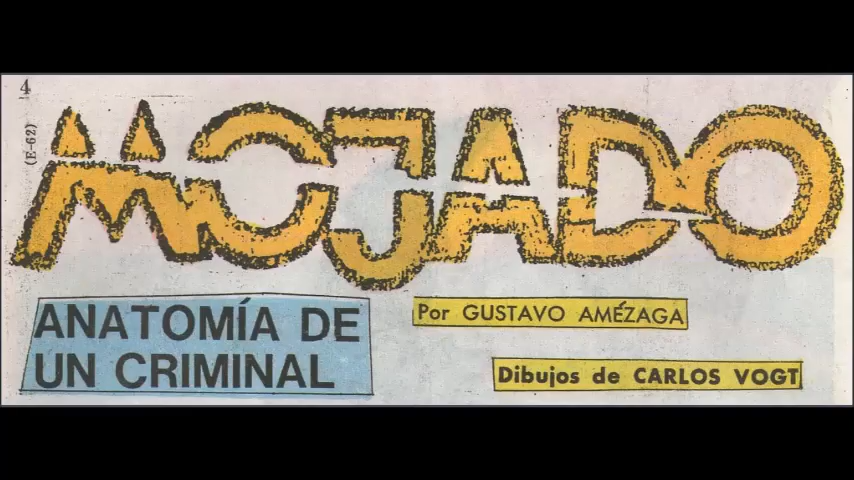 4
(E-62)
MOJADO
ANATOMÍA DE
UN CRIMINAL
Por GUSTAVO AMÉZAGA
Dibujos de CARLOS VOGT